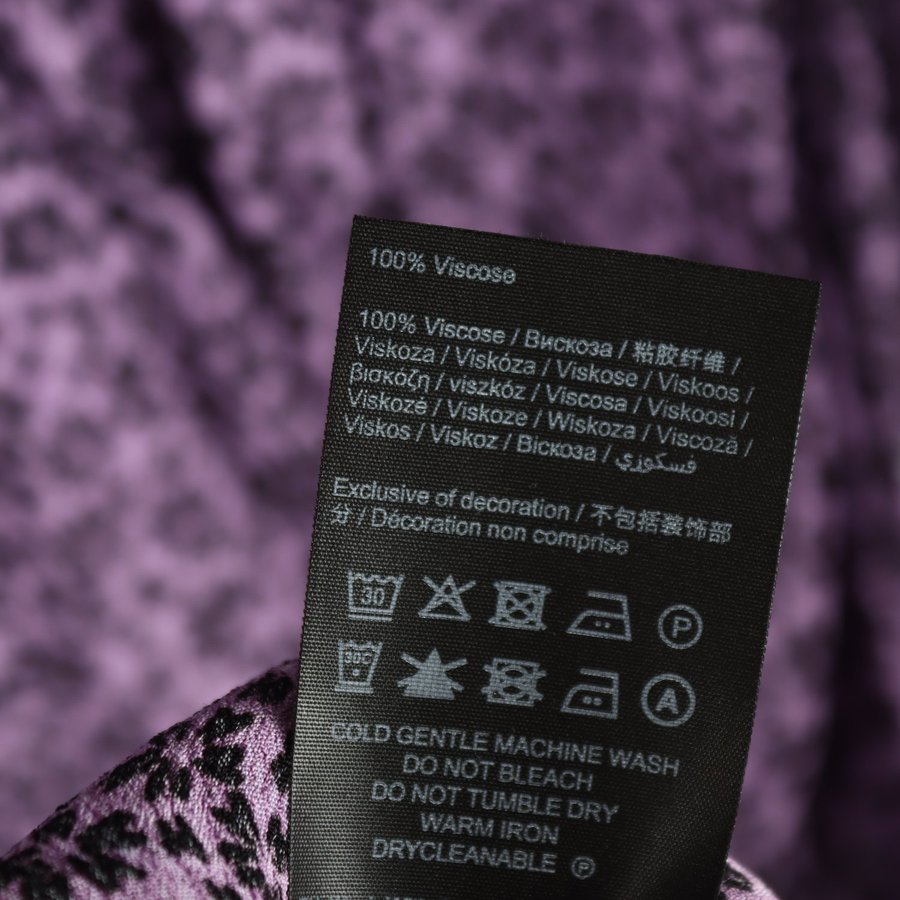 100% Viscose
100% Viscose / Вискоза / 粘胶纤维 /
Viskoza / Viskóza / Viskose / Viskoos /
βισκόζη / viszkóz / Viscosa / Viskoosi /
Viskozė / Viskoze / Wiskoza / Viscoză /
Viskos / Viskoz / Віскоза / فسكوزي
Exclusive of decoration / 不包括装饰部
分 / Décoration non comprise
30
P
30C
A
COLD GENTLE MACHINE WASH
DO NOT BLEACH
DO NOT TUMBLE DRY
WARM IRON
DRYCLEANABLE Ⓟ